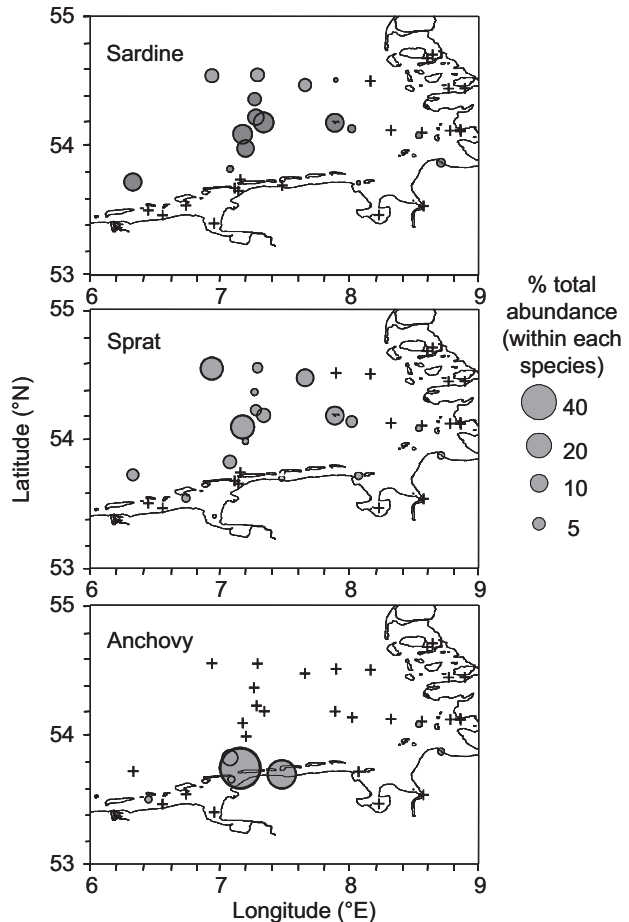 55
Sardine
54
53
6 7 8 9
55
Sprat
54
53
6 7 8 9
55
Anchovy
54
53
6 7 8 9
Latitude (°N)
Longitude (°E)
% total
abundance
(within each
species)
40
20
10
5